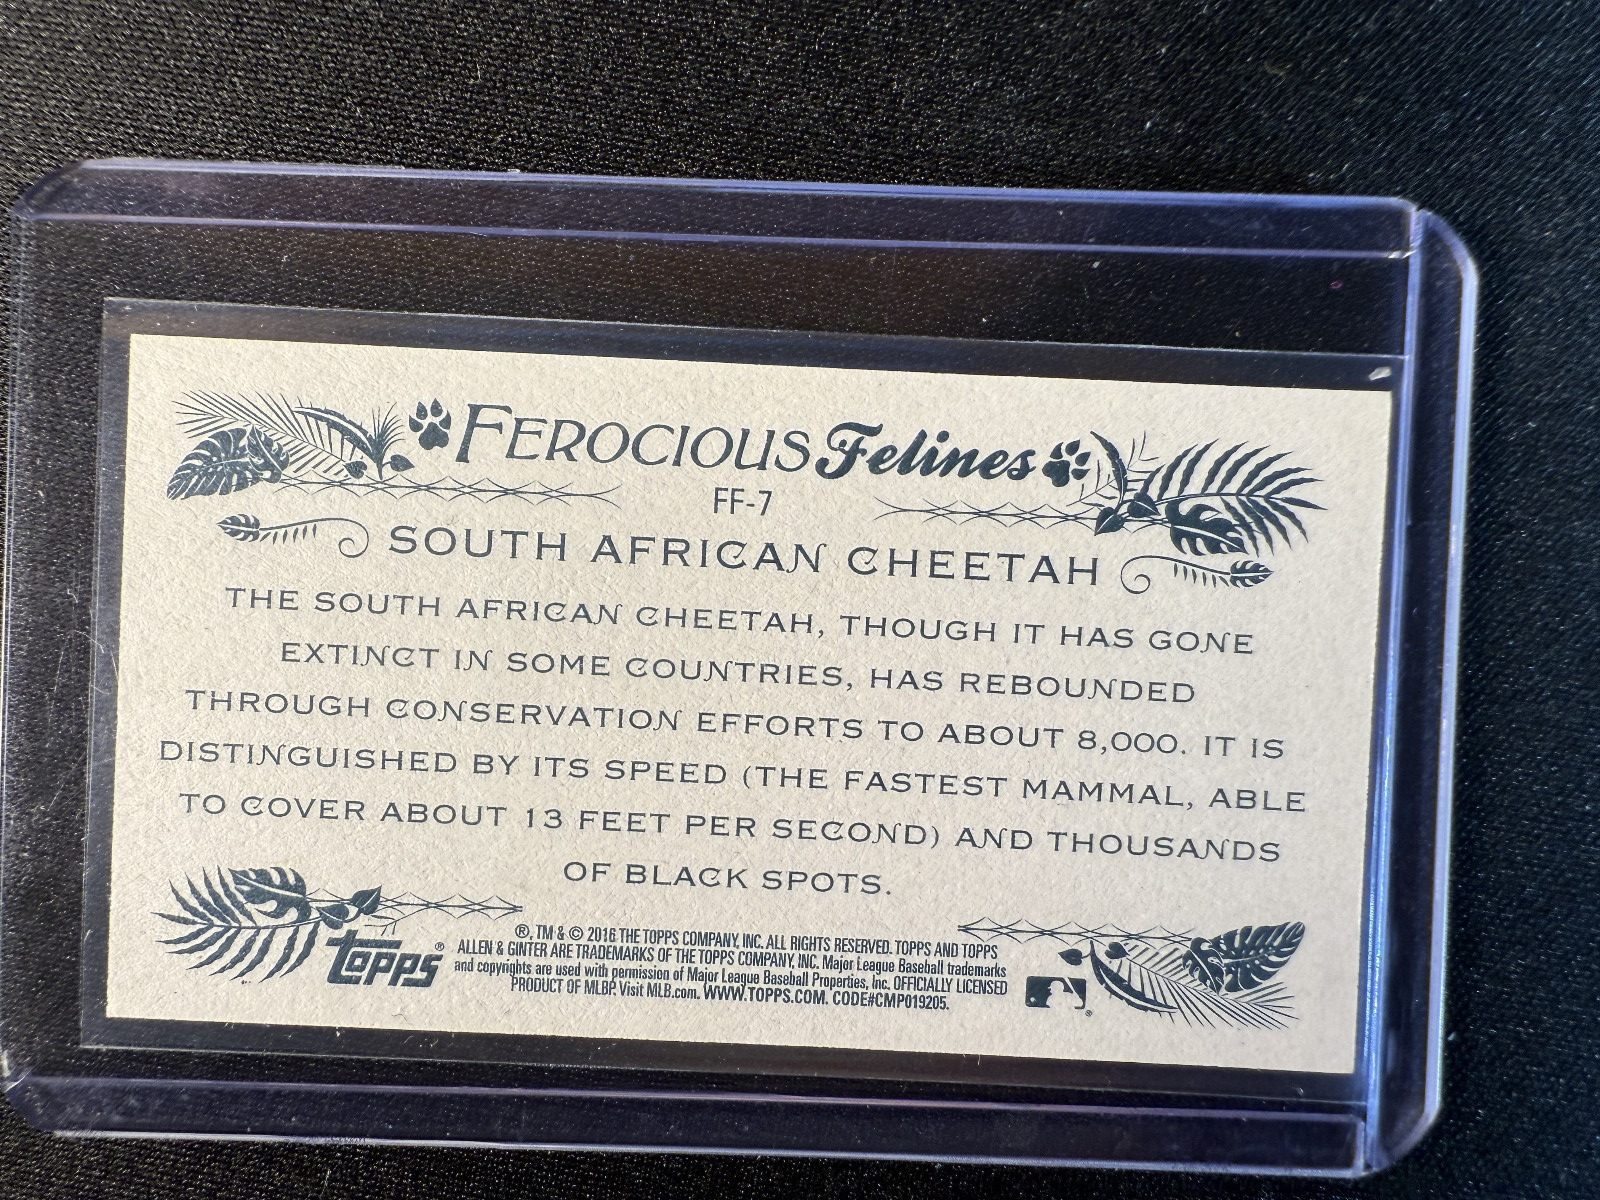 FEROCIOUS Felines
FF-7
SOUTH AFRICAN CHEETAH
THE SOUTH AFRICAN CHEETAH, THOUGH IT HAS GONE
EXTINCT IN SOME COUNTRIES, HAS REBOUNDED
THROUGH CONSERVATION EFFORTS TO ABOUT 8,000. IT IS
DISTINGUISHED BY ITS SPEED (THE FASTEST MAMMAL, ABLE
TO COVER ABOUT 13 FEET PER SECOND) AND THOUSANDS
OF BLACK SPOTS.
topps®
®, TM & © 2016 THE TOPPS COMPANY, INC. ALL RIGHTS RESERVED. TOPPS AND TOPPS
ALLEN & GINTER ARE TRADEMARKS OF THE TOPPS COMPANY, INC. Major League Baseball trademarks
and copyrights are used with permission of Major League Baseball Properties, Inc. OFFICIALLY LICENSED
PRODUCT OF MLBP. Visit MLB.com. WWW.TOPPS.COM. CODE#CMP019205.
®